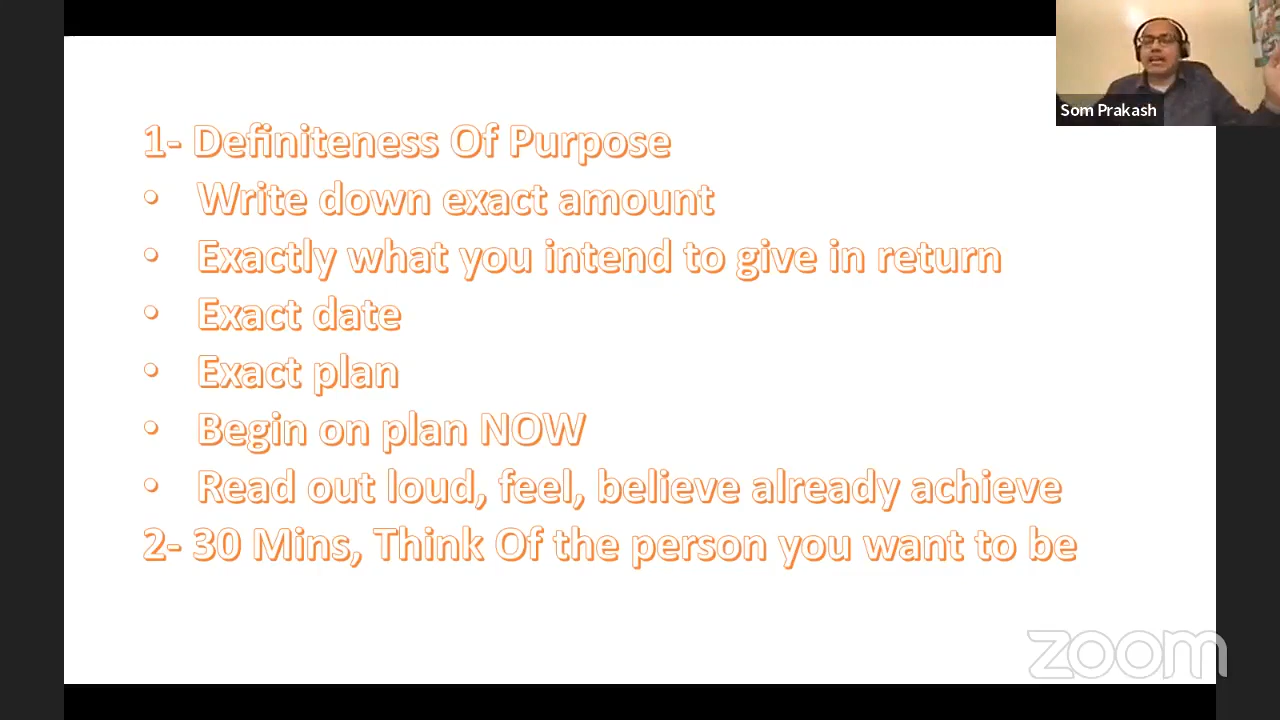 Som Prakash
1- Definiteness Of Purpose
• Write down exact amount
• Exactly what you intend to give in return
• Exact date
• Exact plan
• Begin on plan NOW
• Read out loud, feel, believe already achieve
2- 30 Mins, Think Of the person you want to be
zoom